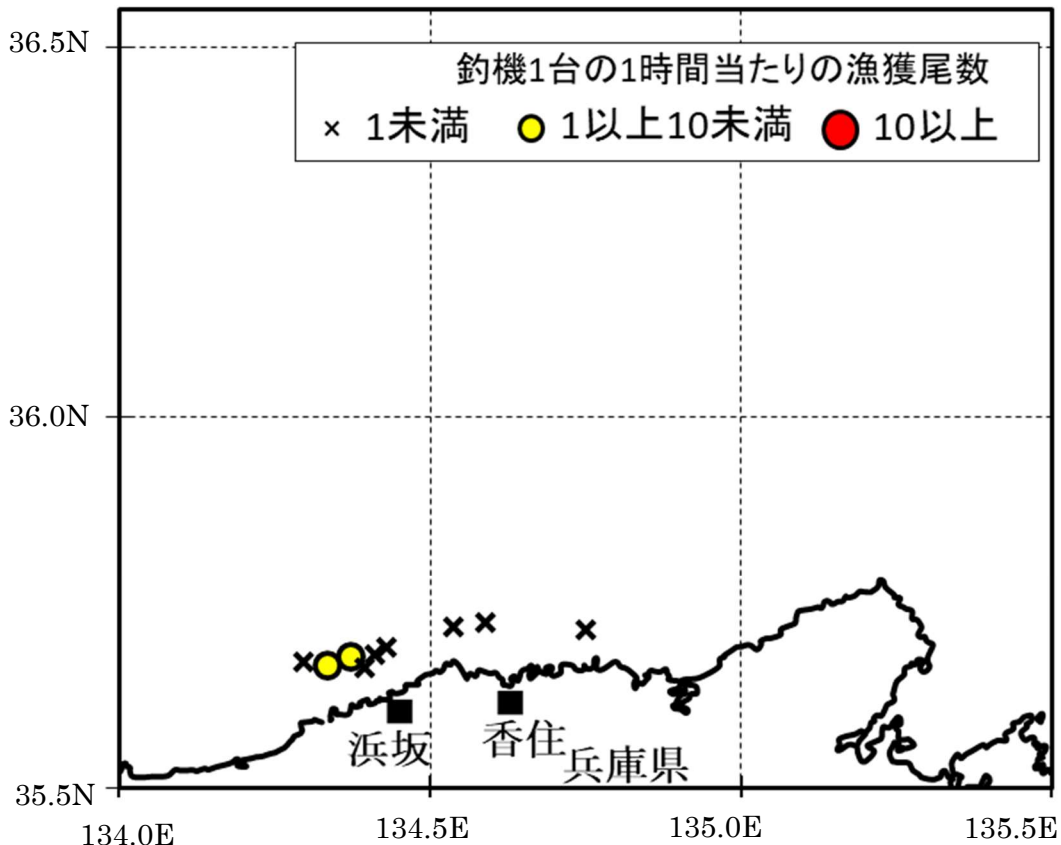 36.5N
釣機1台の1時間当たりの漁獲尾数
× 1未満 1以上10未満 10以上
36.0N
浜坂
香住
兵庫県
35.5N
134.0E 134.5E 135.0E 135.5E